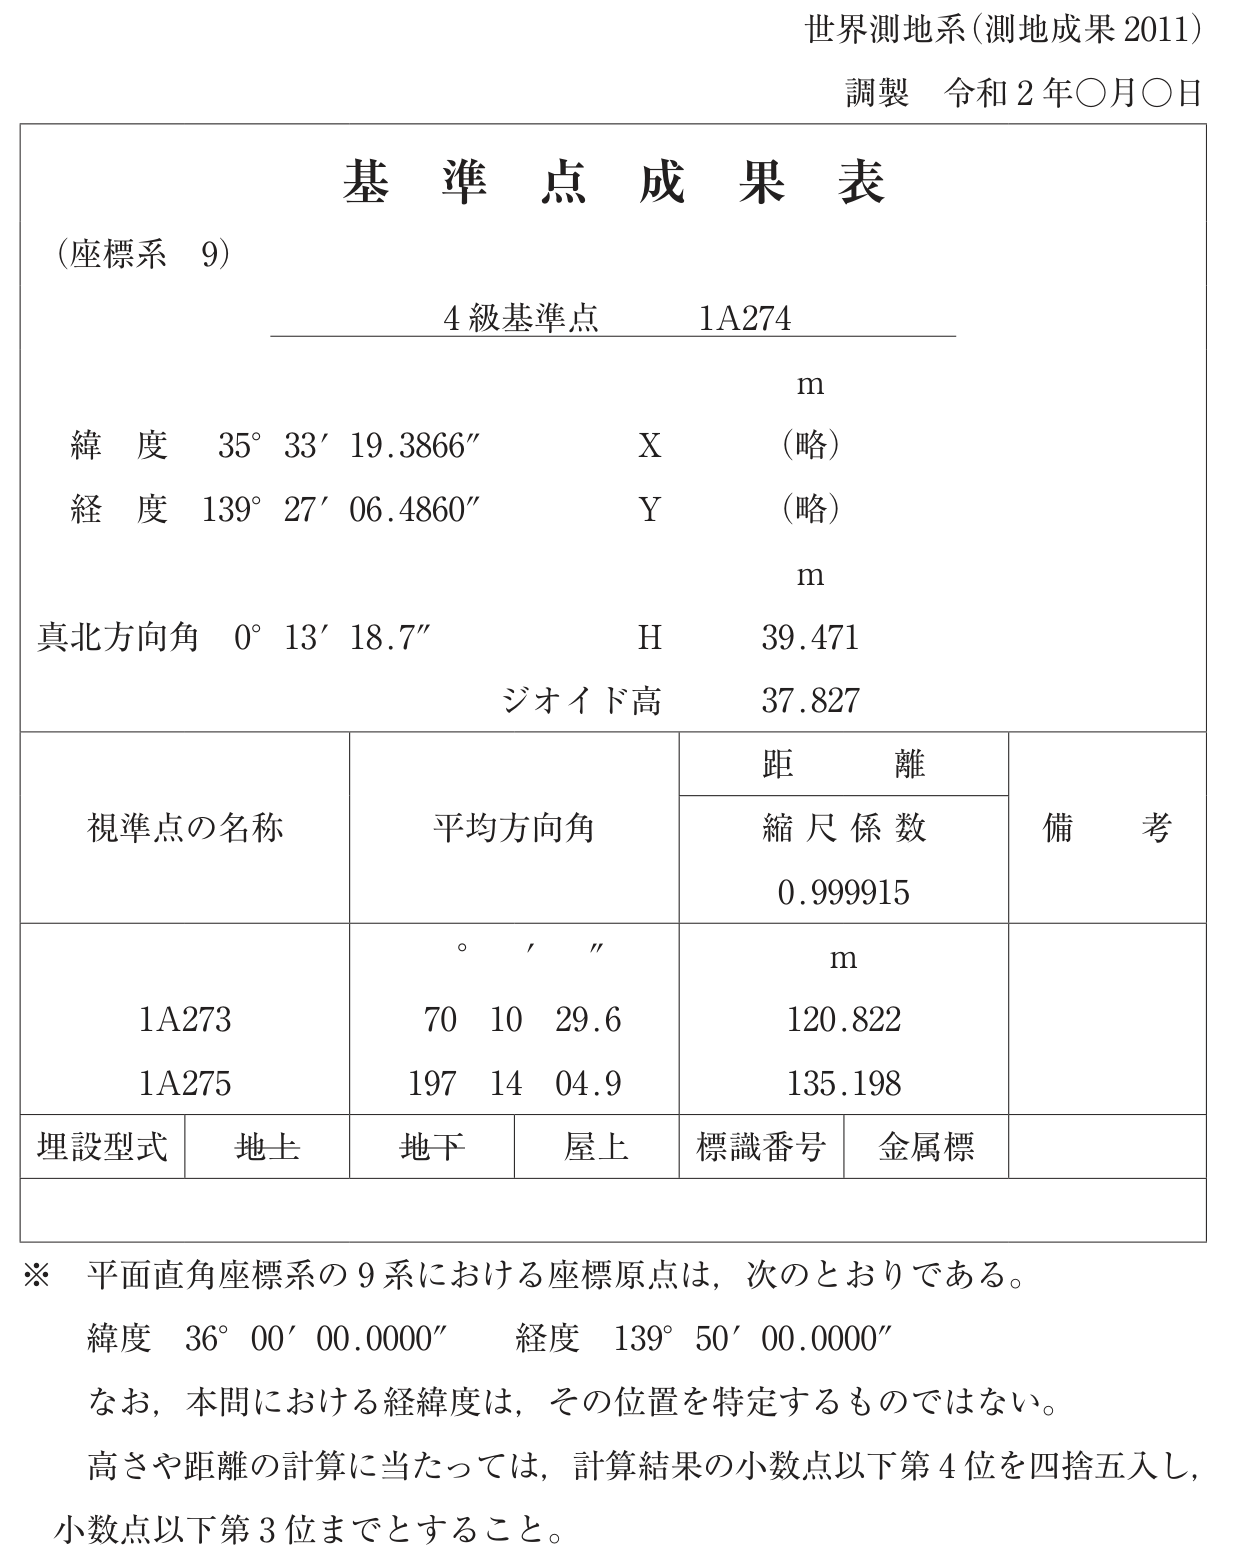 世界測地系(測地成果2011)
調製　令和2年○月○日
基準点成果表
(座標系　9)
4級基準点　1A274
m
緯度　35°33′19.3866″　X　(略)
経度　139°27′06.4860″　Y　(略)
m
真北方向角　0°13′18.7″　H　39.471
ジオイド高　37.827
距離
視準点の名称　平均方向角　縮尺係数　備考
0.999915
°　′　″　m
1A273　70　10　29.6　120.822
1A275　197　14　04.9　135.198
埋設型式　地上　地下　屋上　標識番号　金属標
※　平面直角座標系の9系における座標原点は，次のとおりである。
緯度　36°00′00.0000″　経度　139°50′00.0000″
なお，本問における経緯度は，その位置を特定するものではない。
高さや距離の計算に当たっては，計算結果の小数点以下第4位を四捨五入し，
小数点以下第3位までとすること。